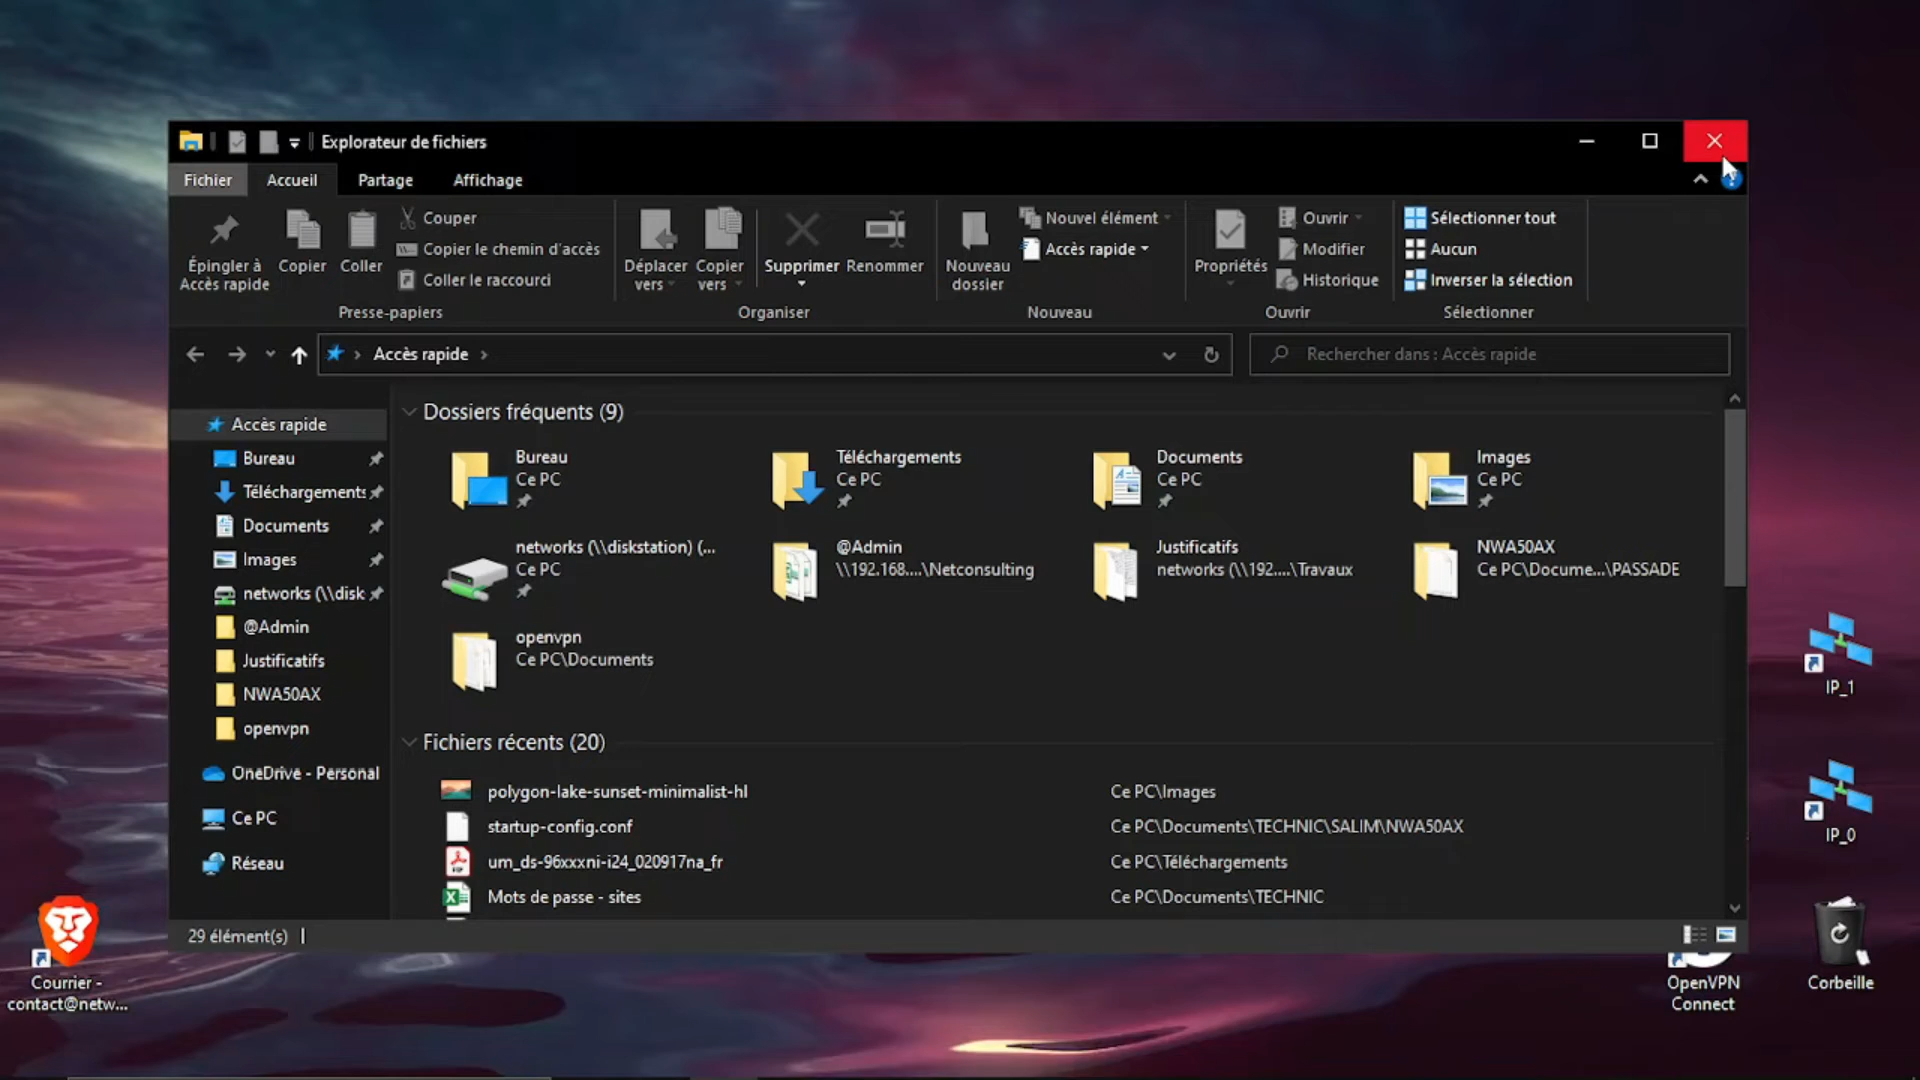 Explorateur de fichiers
Fichier Accueil Partage Affichage
Épingler à
Accès rapide
Copier
Coller
Couper
Copier le chemin d'accès
Coller le raccourci
Presse-papiers
Déplacer
vers
Copier
vers
Supprimer
Renommer
Organiser
Nouveau
dossier
Nouvel élément
Accès rapide
Nouveau
Propriétés
Ouvrir
Modifier
Historique
Ouvrir
Sélectionner tout
Aucun
Inverser la sélection
Sélectionner
Accès rapide
Rechercher dans : Accès rapide
Accès rapide
Bureau
Téléchargements
Documents
Images
networks (\\disk
@Admin
Justificatifs
NWA50AX
openvpn
OneDrive - Personal
Ce PC
Réseau
Dossiers fréquents (9)
Bureau
Ce PC
Téléchargements
Ce PC
Documents
Ce PC
Images
Ce PC
networks (\\diskstation) (...
Ce PC
@Admin
\\192.168....\Netconsulting
Justificatifs
networks (\\192....\Travaux
NWA50AX
Ce PC\Docume...\PASSADE
openvpn
Ce PC\Documents
Fichiers récents (20)
polygon-lake-sunset-minimalist-hl Ce PC\Images
startup-config.conf Ce PC\Documents\TECHNIC\SALIM\NWA50AX
um_ds-96xxxni-i24_020917na_fr Ce PC\Téléchargements
Mots de passe - sites Ce PC\Documents\TECHNIC
29 élément(s)
IP_1
IP_0
Courrier -
contact@netw...
OpenVPN
Connect
Corbeille